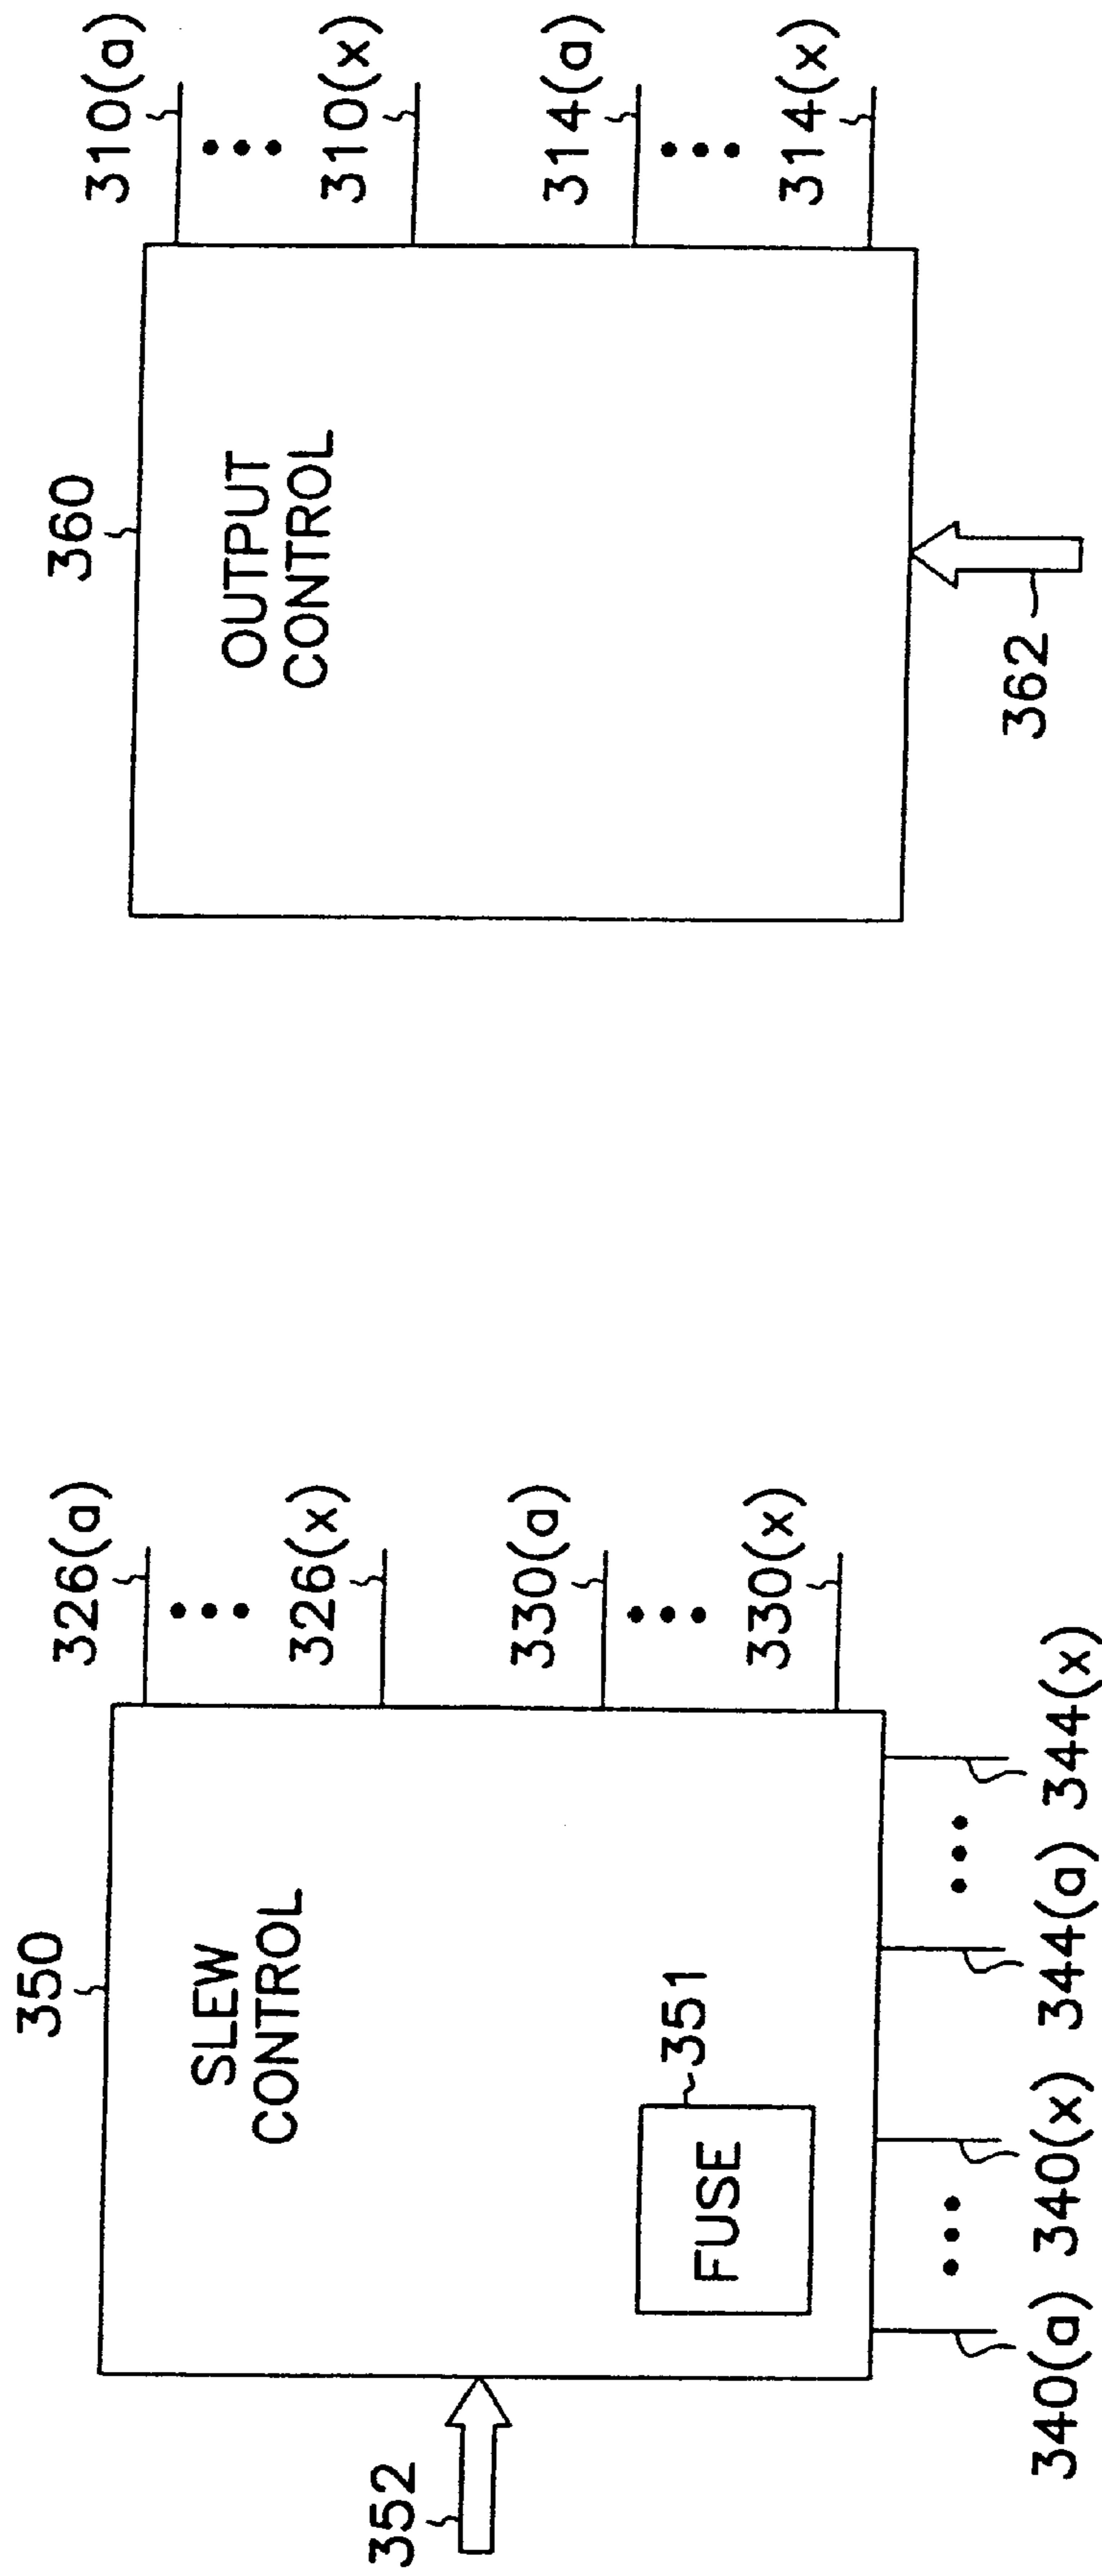 350
SLEW
CONTROL
FUSE
351
352
326(a)
326(x)
330(a)
330(x)
340(a) 340(x) 344(a) 344(x)
360
OUTPUT
CONTROL
362
310(a)
310(x)
314(a)
314(x)